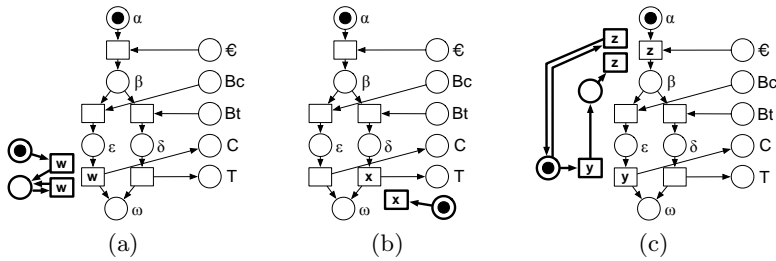 α α z α
€ € z €
β Bc β Bc β Bc
Bt Bt Bt
ε δ C ε δ C ε δ C
w w T x T y y T
w ω x ω ω
(a) (b) (c)